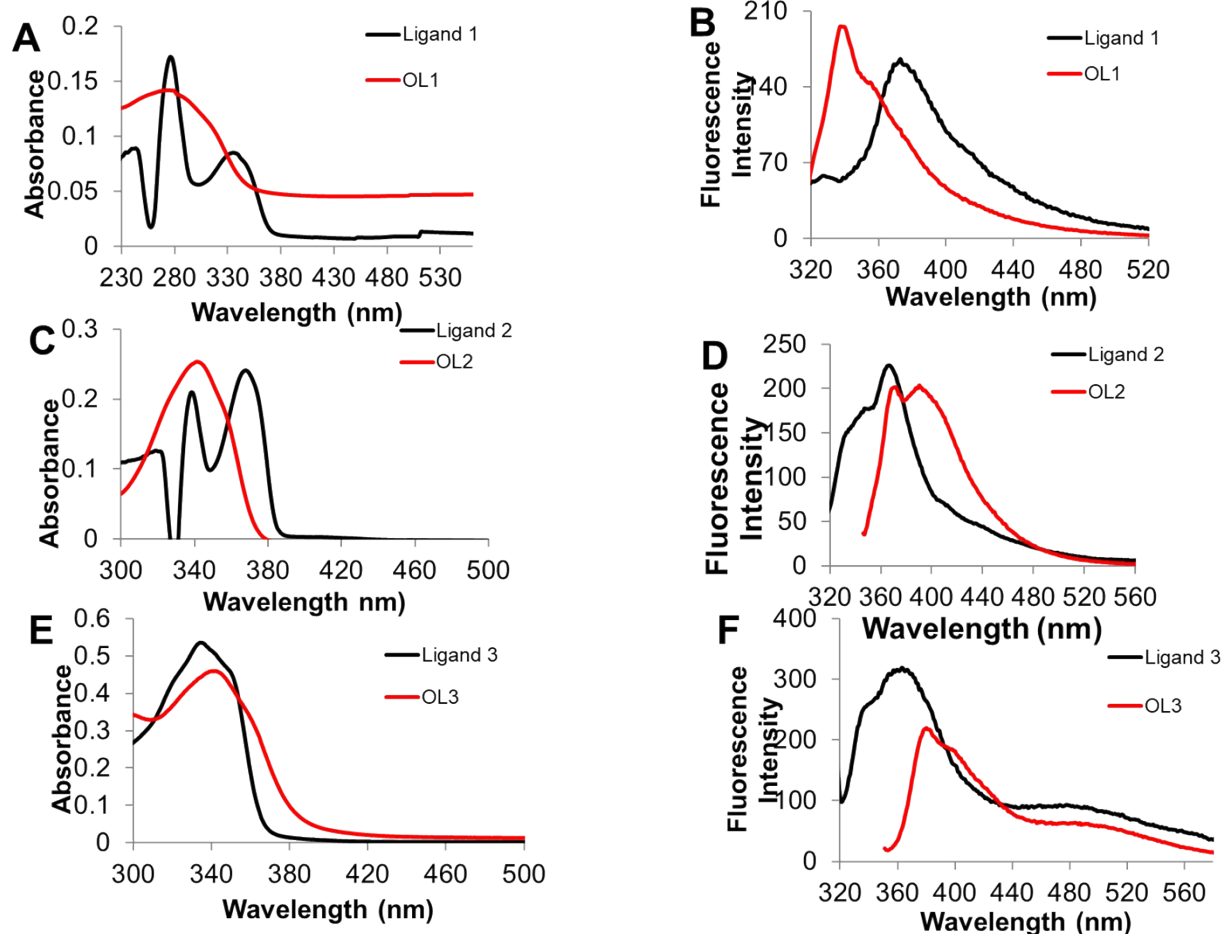 A
Absorbance
0.2
0.15
0.1
0.05
0
230 280 330 380 430 480 530
Wavelength (nm)
Ligand 1
OL1
B
Fluorescence
Intensity
210
140
70
0
320 360 400 440 480 520
Wavelength (nm)
Ligand 1
OL1
C
Absorbance
0.3
0.2
0.1
0
300 340 380 420 460 500
Wavelength nm)
Ligand 2
OL2
D
Fluorescence
Intensity
250
200
150
100
50
0
320 360 400 440 480 520 560
Wavelength (nm)
Ligand 2
OL2
E
Absorbance
0.6
0.5
0.4
0.3
0.2
0.1
0
300 340 380 420 460 500
Wavelength (nm)
Ligand 3
OL3
F
Fluorescence
Intensity
400
300
200
100
0
320 360 400 440 480 520 560
Wavelength (nm)
Ligand 3
OL3